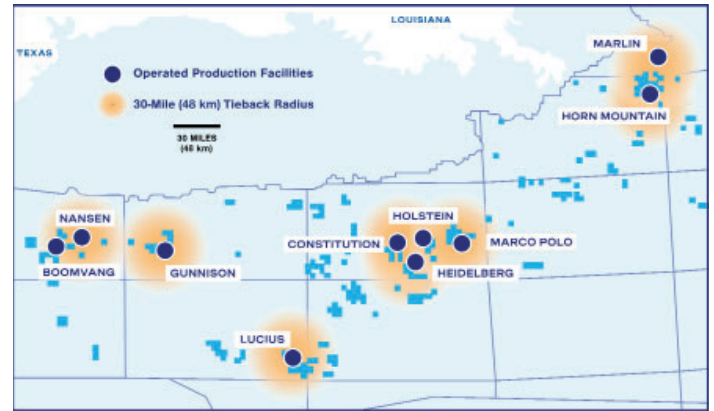 LOUISIANA
TEXAS
MARLIN
Operated Production Facilities
30-Mile (48 km) Tieback Radius
HORN MOUNTAIN
30 MILES
(48 km)
NANSEN
HOLSTEIN
CONSTITUTION
MARCO POLO
BOOMVANG
GUNNISON
HEIDELBERG
LUCIUS